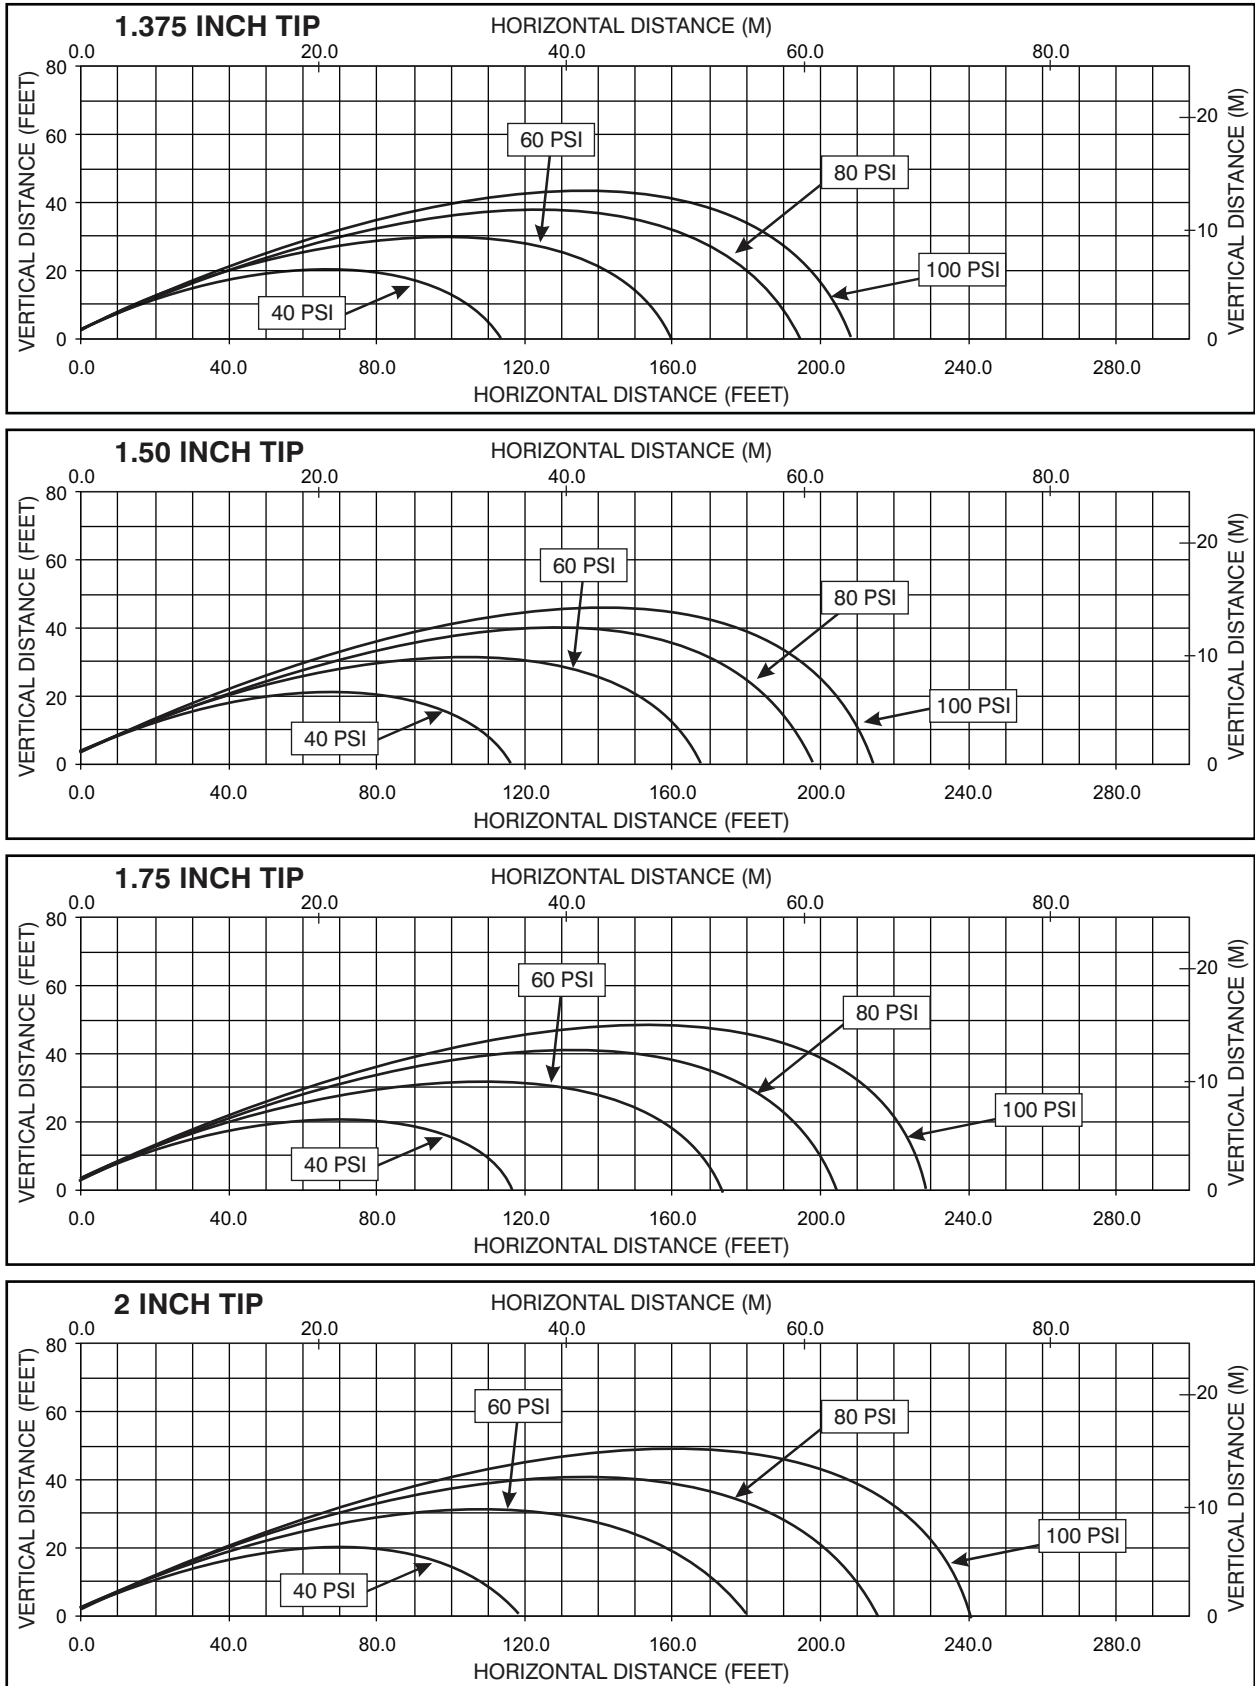 1.375 INCH TIP
HORIZONTAL DISTANCE (M)
0.0 20.0 40.0 60.0 80.0
VERTICAL DISTANCE (FEET)
80
60
40
20
0
60 PSI
80 PSI
100 PSI
40 PSI
20
10
0
VERTICAL DISTANCE (M)
0.0 40.0 80.0 120.0 160.0 200.0 240.0 280.0
HORIZONTAL DISTANCE (FEET)
1.50 INCH TIP
HORIZONTAL DISTANCE (M)
0.0 20.0 40.0 60.0 80.0
VERTICAL DISTANCE (FEET)
80
60
40
20
0
60 PSI
80 PSI
100 PSI
40 PSI
20
10
0
VERTICAL DISTANCE (M)
0.0 40.0 80.0 120.0 160.0 200.0 240.0 280.0
HORIZONTAL DISTANCE (FEET)
1.75 INCH TIP
HORIZONTAL DISTANCE (M)
0.0 20.0 40.0 60.0 80.0
VERTICAL DISTANCE (FEET)
80
60
40
20
0
60 PSI
80 PSI
100 PSI
40 PSI
20
10
0
VERTICAL DISTANCE (M)
0.0 40.0 80.0 120.0 160.0 200.0 240.0 280.0
HORIZONTAL DISTANCE (FEET)
2 INCH TIP
HORIZONTAL DISTANCE (M)
0.0 20.0 40.0 60.0 80.0
VERTICAL DISTANCE (FEET)
80
60
40
20
0
60 PSI
80 PSI
100 PSI
40 PSI
20
10
0
VERTICAL DISTANCE (M)
0.0 40.0 80.0 120.0 160.0 200.0 240.0 280.0
HORIZONTAL DISTANCE (FEET)